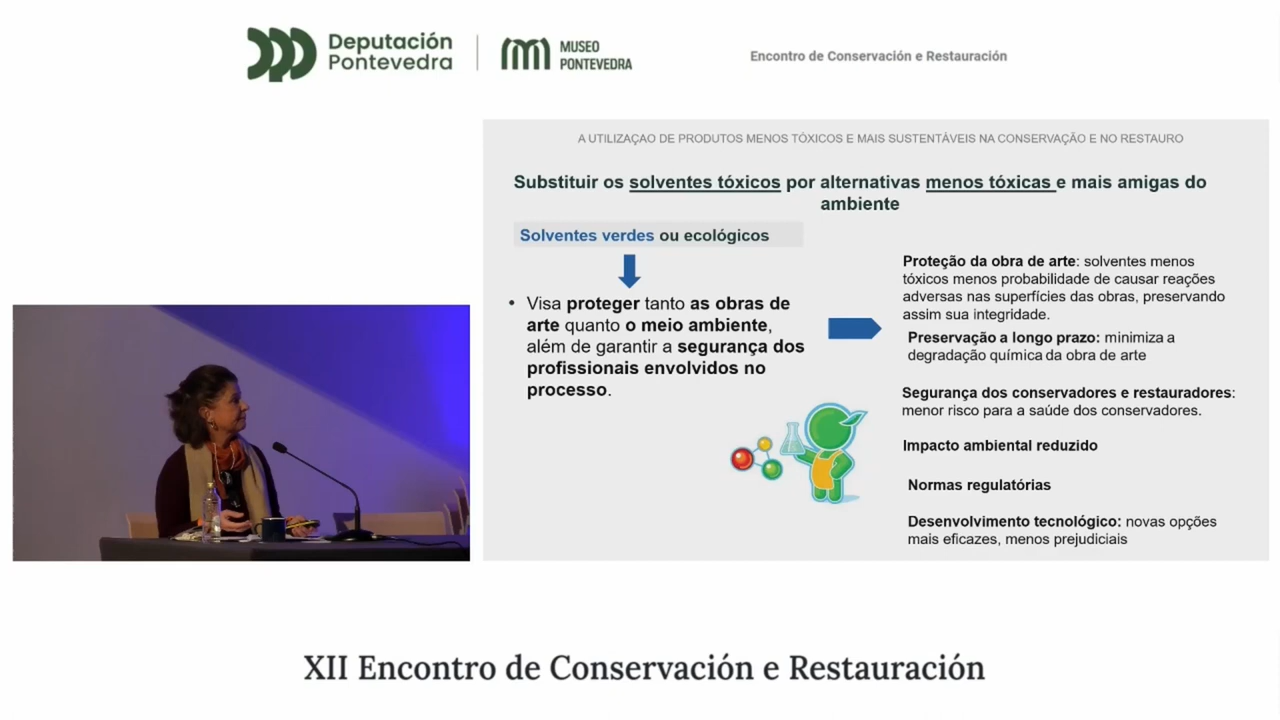 Deputación
Pontevedra
MUSEO
PONTEVEDRA
Encontro de Conservación e Restauración
A UTILIZAÇAO DE PRODUTOS MENOS TÓXICOS E MAIS SUSTENTÁVEIS NA CONSERVAÇÃO E NO RESTAURO
Substituir os solventes tóxicos por alternativas menos tóxicas e mais amigas do
ambiente
Solventes verdes ou ecológicos
• Visa proteger tanto as obras de
arte quanto o meio ambiente,
além de garantir a segurança dos
profissionais envolvidos no
processo.
Proteção da obra de arte: solventes menos
tóxicos menos probabilidade de causar reações
adversas nas superfícies das obras, preservando
assim sua integridade.
Preservação a longo prazo: minimiza a
degradação química da obra de arte
Segurança dos conservadores e restauradores:
menor risco para a saúde dos conservadores.
Impacto ambiental reduzido
Normas regulatórias
Desenvolvimento tecnológico: novas opções
mais eficazes, menos prejudiciais
XII Encontro de Conservación e Restauración